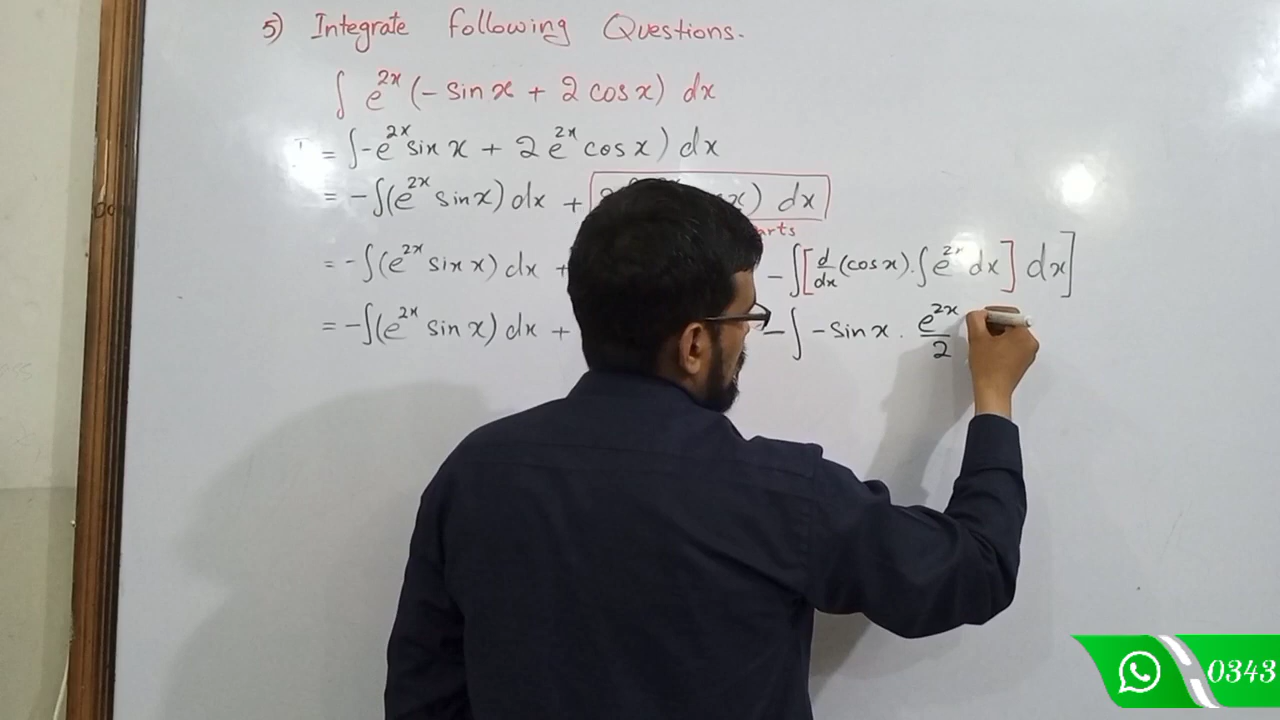 5) Integrate following Questions.
∫ e^{2x} (- sin x + 2 cos x) dx
= ∫ -e^{2x} sin x + 2 e^{2x} cos x) dx
= -∫(e^{2x} sin x) dx + x) dx
= -∫(e^{2x} sin x) dx + - ∫[d/dx (cos x). ∫e^{2x} dx] dx]
= -∫(e^{2x} sin x) dx + - ∫ - sin x . e^{2x}/2
0343